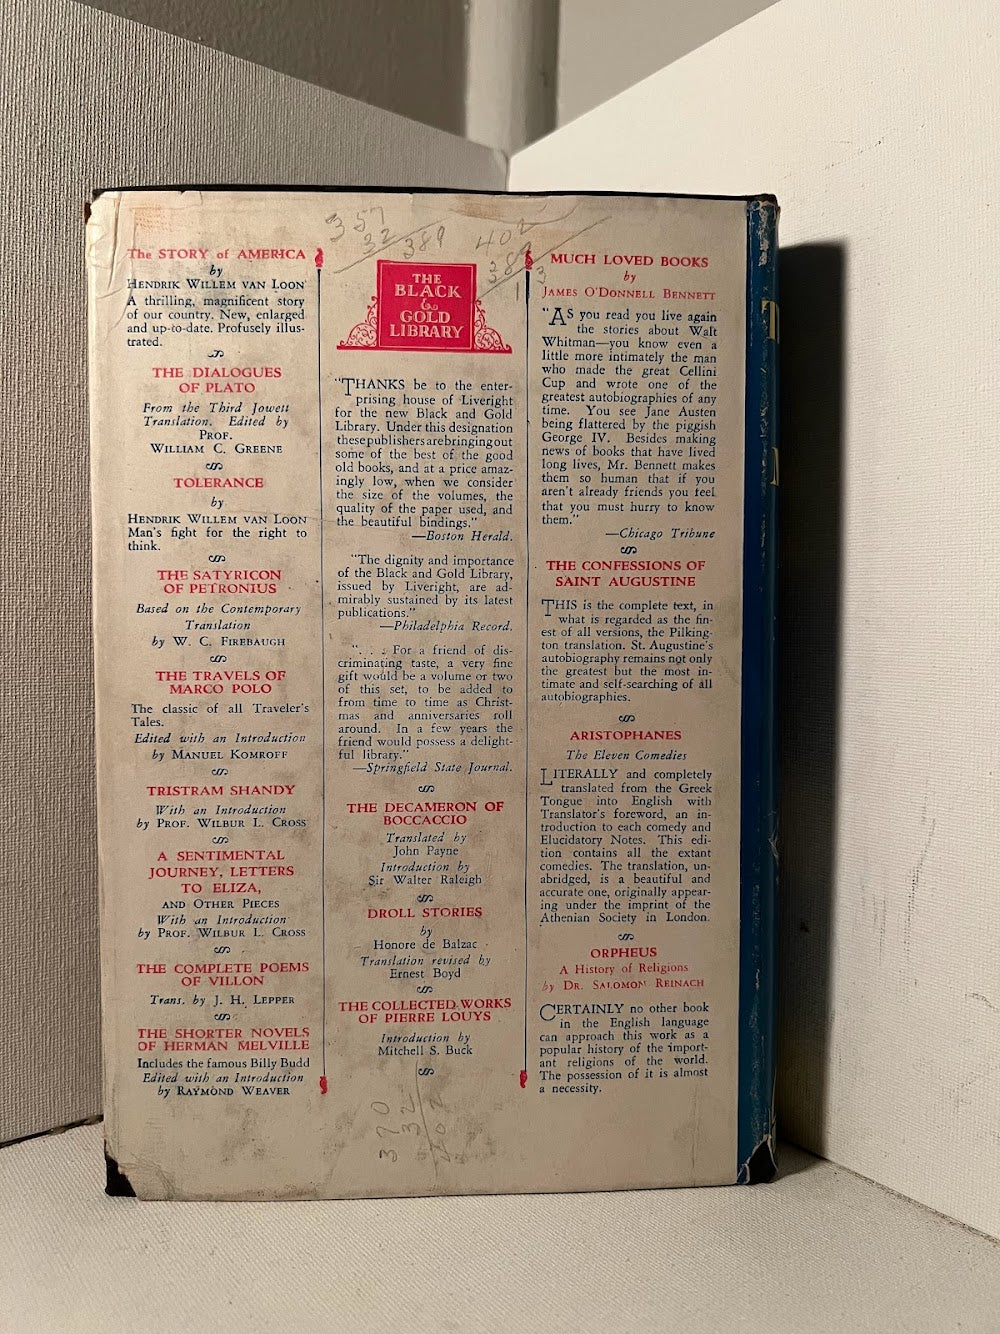 The STORY of AMERICA
by
HENDRIK WILLEM VAN LOON
A thrilling, magnificent story
of our country. New, enlarged
and up-to-date. Profusely illus-
trated.
THE DIALOGUES
OF PLATO
From the Third Jowett
Translation. Edited by
PROF.
WILLIAM C. GREENE
TOLERANCE
by
HENDRIK WILLEM VAN LOON
Man's fight for the right to
think.
THE SATYRICON
OF PETRONIUS
Based on the Contemporary
Translation
by W. C. FIREBAUGH
THE TRAVELS OF
MARCO POLO
The classic of all Traveler's
Tales.
Edited with an Introduction
by MANUEL KOMROFF
TRISTRAM SHANDY
With an Introduction
by PROF. WILBUR L. CROSS
A SENTIMENTAL
JOURNEY, LETTERS
TO ELIZA,
AND OTHER PIECES
With an Introduction
by PROF. WILBUR L. CROSS
THE COMPLETE POEMS
OF VILLON
Trans. by J. H. LEPPER
THE SHORTER NOVELS
OF HERMAN MELVILLE
Includes the famous Billy Budd
Edited with an Introduction
by RAYMOND WEAVER
357
32
389
402
THE
BLACK
&
GOLD
LIBRARY
"THANKS be to the enter-
prising house of Liveright
for the new Black and Gold
Library. Under this designation
these publishers are bringing out
some of the best of the good
old books, and at a price amaz-
ingly low, when we consider
the size of the volumes, the
quality of the paper used, and
the beautiful bindings."
—Boston Herald.
"The dignity and importance
of the Black and Gold Library,
issued by Liveright, are ad-
mirably sustained by its latest
publications."
—Philadelphia Record.
". . . For a friend of dis-
criminating taste, a very fine
gift would be a volume or two
of this set, to be added to
from time to time as Christ-
mas and anniversaries roll
around. In a few years the
friend would possess a delight-
ful library."
—Springfield State Journal.
THE DECAMERON OF
BOCCACCIO
Translated by
John Payne
Introduction by
Sir Walter Raleigh
DROLL STORIES
by
Honore de Balzac
Translation revised by
Ernest Boyd
THE COLLECTED WORKS
OF PIERRE LOUYS
Introduction by
Mitchell S. Buck
370
32
402
MUCH LOVED BOOKS
by
JAMES O'DONNELL BENNETT
"AS you read you live again
the stories about Walt
Whitman—you know even a
little more intimately the man
who made the great Cellini
Cup and wrote one of the
greatest autobiographies of any
time. You see Jane Austen
being flattered by the piggish
George IV. Besides making
news of books that have lived
long lives, Mr. Bennett makes
them so human that if you
aren't already friends you feel
that you must hurry to know
them."
—Chicago Tribune
THE CONFESSIONS OF
SAINT AUGUSTINE
THIS is the complete text, in
what is regarded as the fin-
est of all versions, the Pilking-
ton translation. St. Augustine's
autobiography remains not only
the greatest but the most in-
timate and self-searching of all
autobiographies.
ARISTOPHANES
The Eleven Comedies
LITERALLY and completely
translated from the Greek
Tongue into English with
Translator's foreword, an in-
troduction to each comedy and
Elucidatory Notes. This edi-
tion contains all the extant
comedies. The translation, un-
abridged, is a beautiful and
accurate one, originally appear-
ing under the imprint of the
Athenian Society in London.
ORPHEUS
A History of Religions
by DR. SALOMON REINACH
CERTAINLY no other book
in the English language
can approach this work as a
popular history of the import-
ant religions of the world.
The possession of it is almost
a necessity.